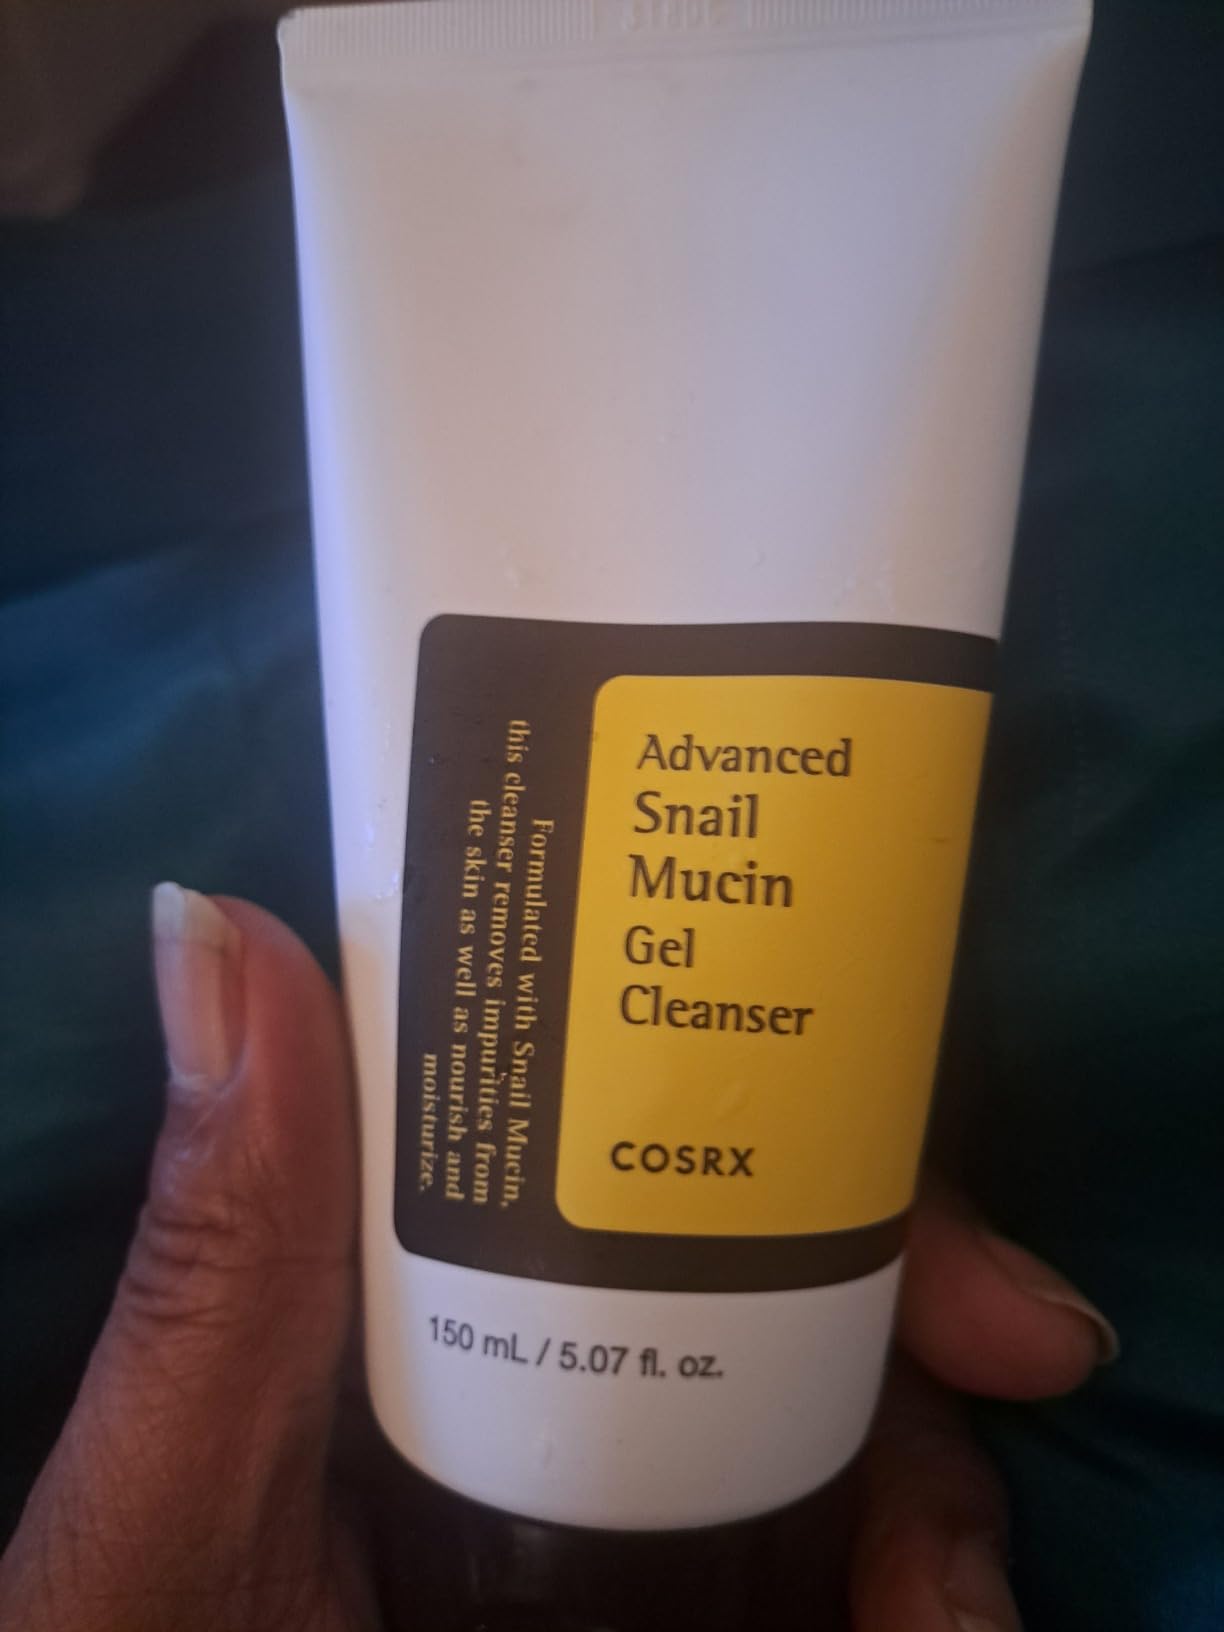 Advanced
Snail
Mucin
Gel
Cleanser
COSRX
Formulated with Snail Mucin,
this cleanser removes impurities from
the skin as well as nourish and
moisturize.
150 mL / 5.07 fl. oz.